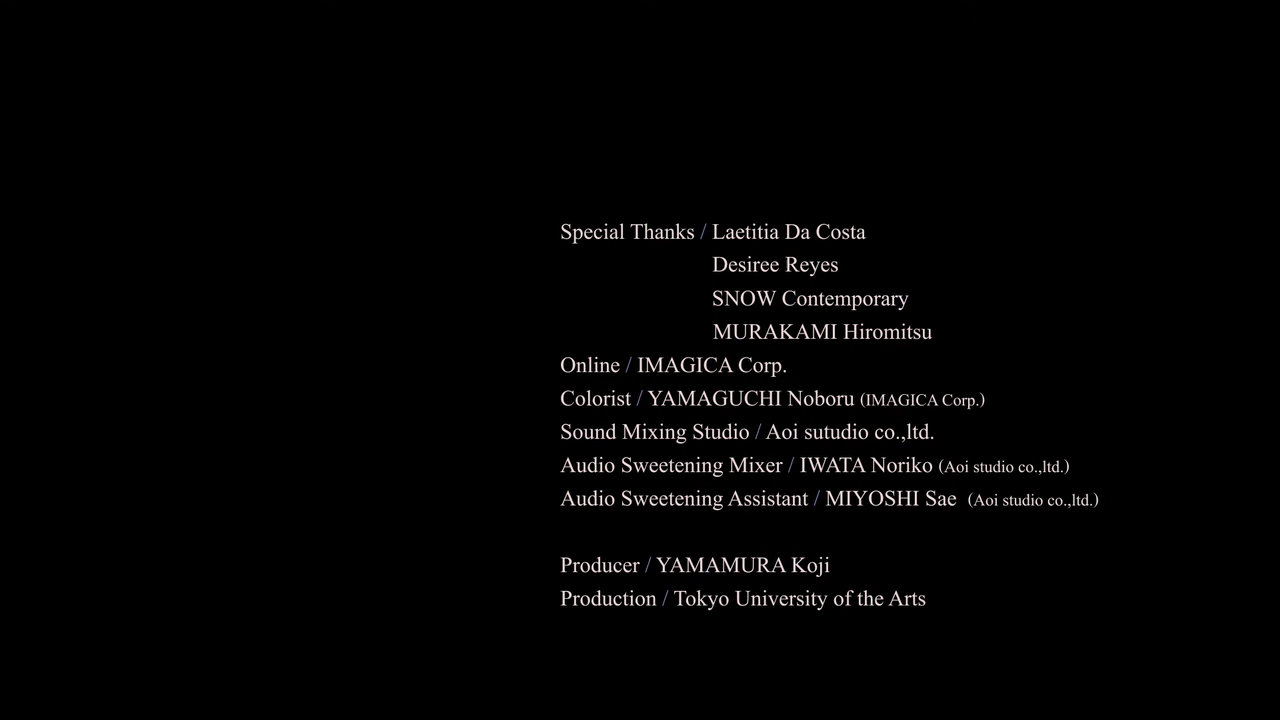 Special Thanks / Laetitia Da Costa
Desiree Reyes
SNOW Contemporary
MURAKAMI Hiromitsu
Online / IMAGICA Corp.
Colorist / YAMAGUCHI Noboru (IMAGICA Corp.)
Sound Mixing Studio / Aoi sutudio co.,ltd.
Audio Sweetening Mixer / IWATA Noriko (Aoi studio co.,ltd.)
Audio Sweetening Assistant / MIYOSHI Sae (Aoi studio co.,ltd.)
Producer / YAMAMURA Koji
Production / Tokyo University of the Arts